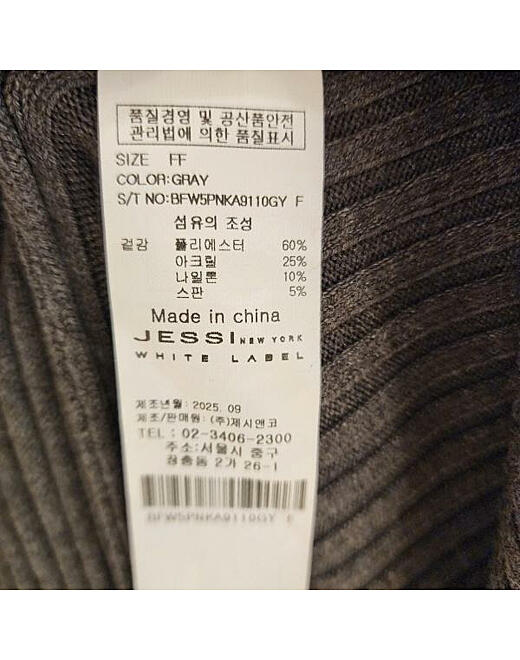 품질경영 및 공산품안전
관리법에 의한 품질표시
SIZE FF
COLOR:GRAY
S/T NO:BFW5PNKA9110GY F
섬유의 조성
겉감 폴리에스터 60%
아크릴 25%
나일론 10%
스판 5%
Made in china
JESSI NEW YORK
WHITE LABEL
제조년월: 2025. 09
제조/판매원: (주)제시앤코
TEL : 02-3406-2300
주소:서울시 중구
장충동 2가 26-1
BFW5PNKA9110GY F